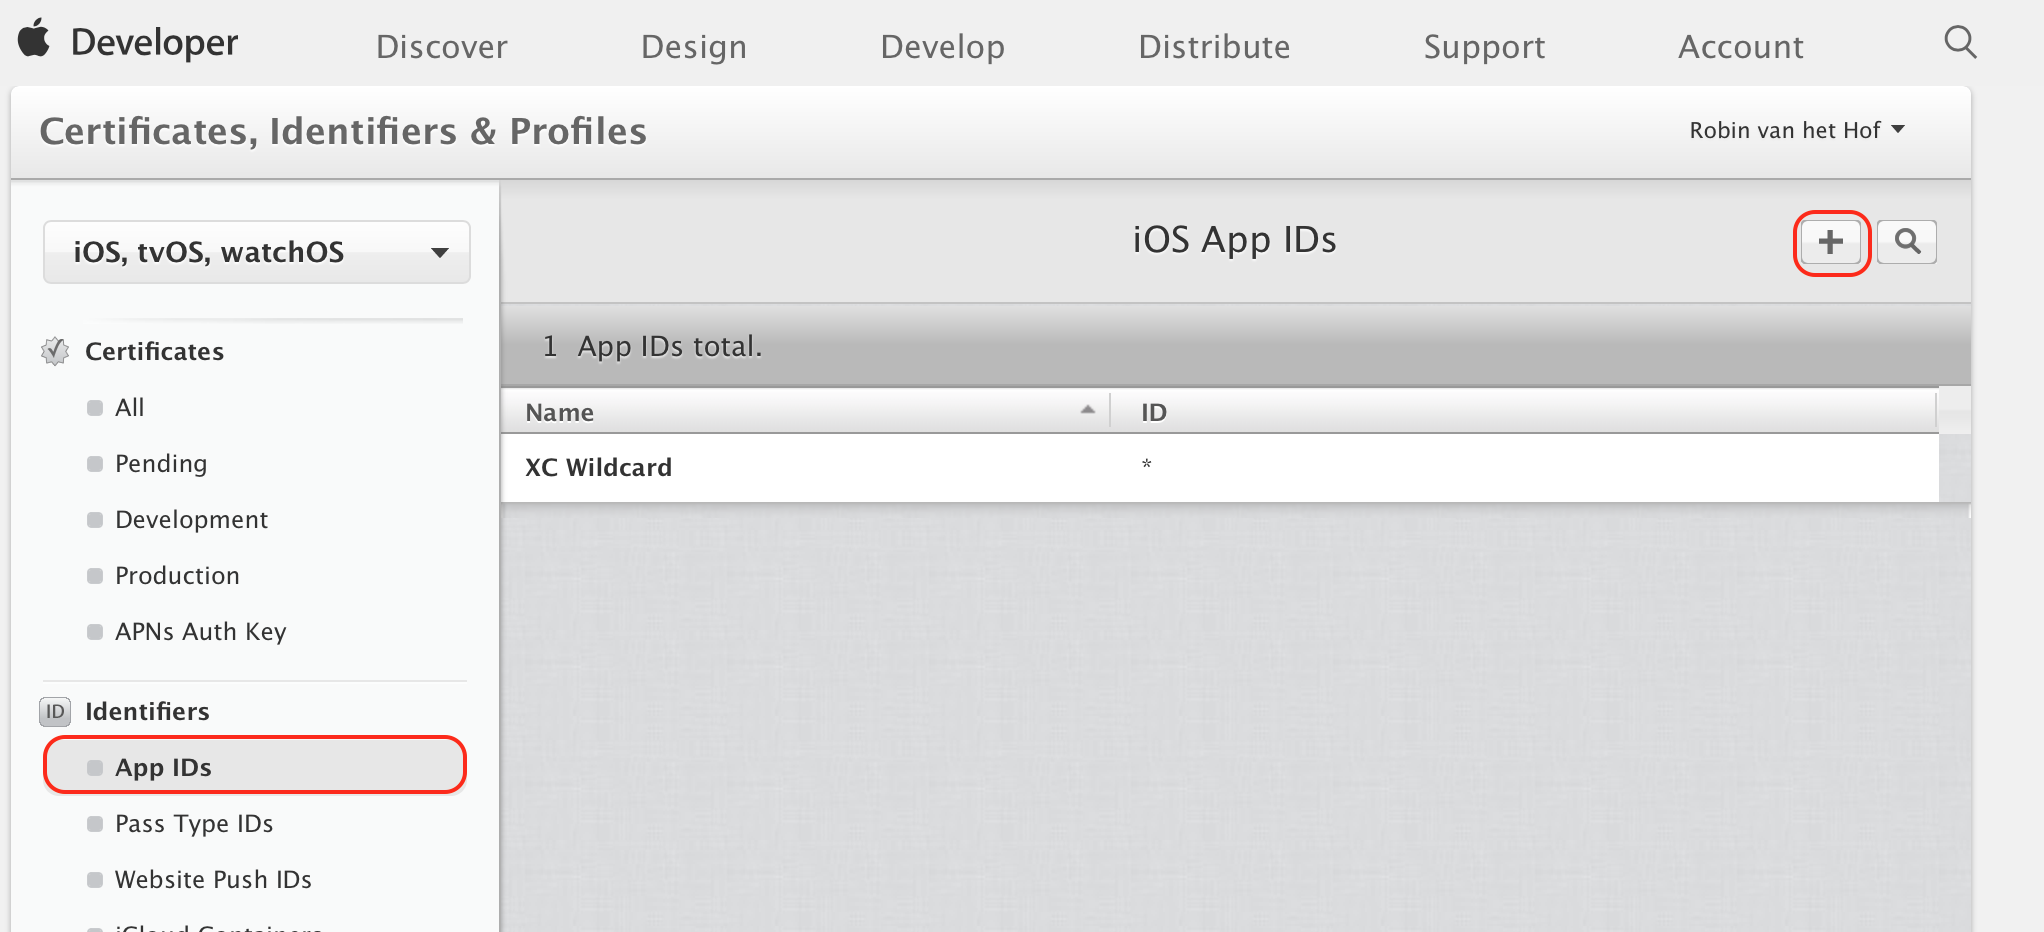 Developer
Discover
Design
Develop
Distribute
Support
Account
Certificates, Identifiers & Profiles
Robin van het Hof
iOS, tvOS, watchOS
Certificates
All
Pending
Development
Production
APNs Auth Key
ID Identifiers
App IDs
Pass Type IDs
Website Push IDs
iCloud Containers
iOS App IDs
1 App IDs total.
Name
ID
XC Wildcard
*